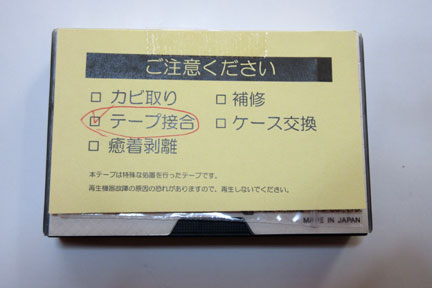 ご注意ください
□ カビ取り □ 補修
☑ テープ接合 □ ケース交換
□ 癒着剥離
本テープは特殊な処置を行ったテープです。
再生機器故障の原因の恐れがありますので、再生しないでください。
MADE IN JAPAN